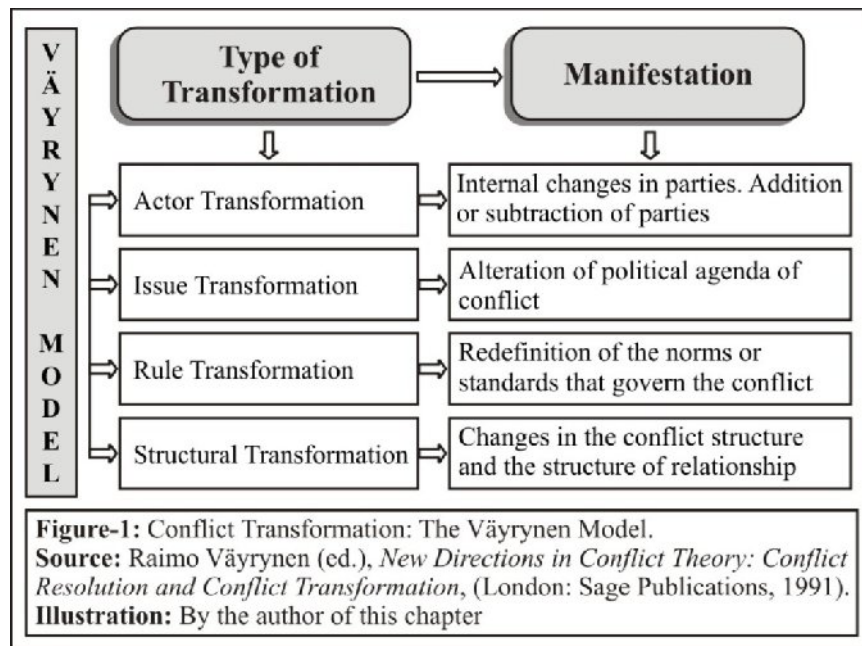 VÄYRYNEN MODEL
Type of
Transformation
Manifestation
Actor Transformation
Internal changes in parties. Addition
or subtraction of parties
Issue Transformation
Alteration of political agenda of
conflict
Rule Transformation
Redefinition of the norms or
standards that govern the conflict
Structural Transformation
Changes in the conflict structure
and the structure of relationship
Figure-1: Conflict Transformation: The Väyrynen Model.
Source: Raimo Väyrynen (ed.), New Directions in Conflict Theory: Conflict
Resolution and Conflict Transformation, (London: Sage Publications, 1991).
Illustration: By the author of this chapter